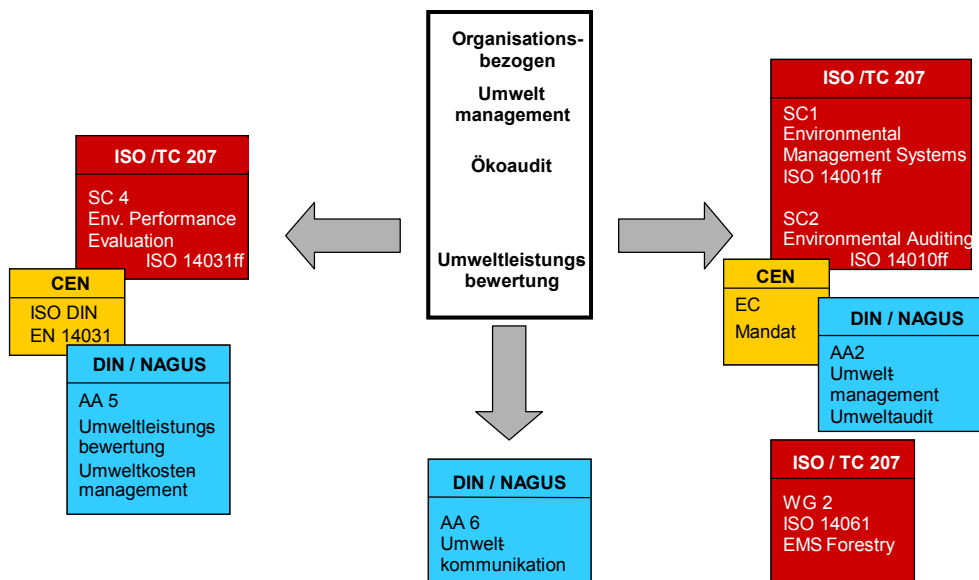 Organisations-
bezogen
Umwelt
management
Ökoaudit
Umweltleistungs
bewertung
ISO /TC 207
SC 4
Env. Performance
Evaluation
ISO 14031ff
CEN
ISO DIN
EN 14031
DIN / NAGUS
AA 5
Umweltleistungs-
bewertung
Umweltkosten-
management
DIN / NAGUS
AA 6
Umwelt-
kommunikation
ISO /TC 207
SC1
Environmental
Management Systems
ISO 14001ff
SC2
Environmental Auditing
ISO 14010ff
CEN
EC
Mandat
DIN / NAGUS
AA2
Umwelt-
management
Umweltaudit
ISO / TC 207
WG 2
ISO 14061
EMS Forestry